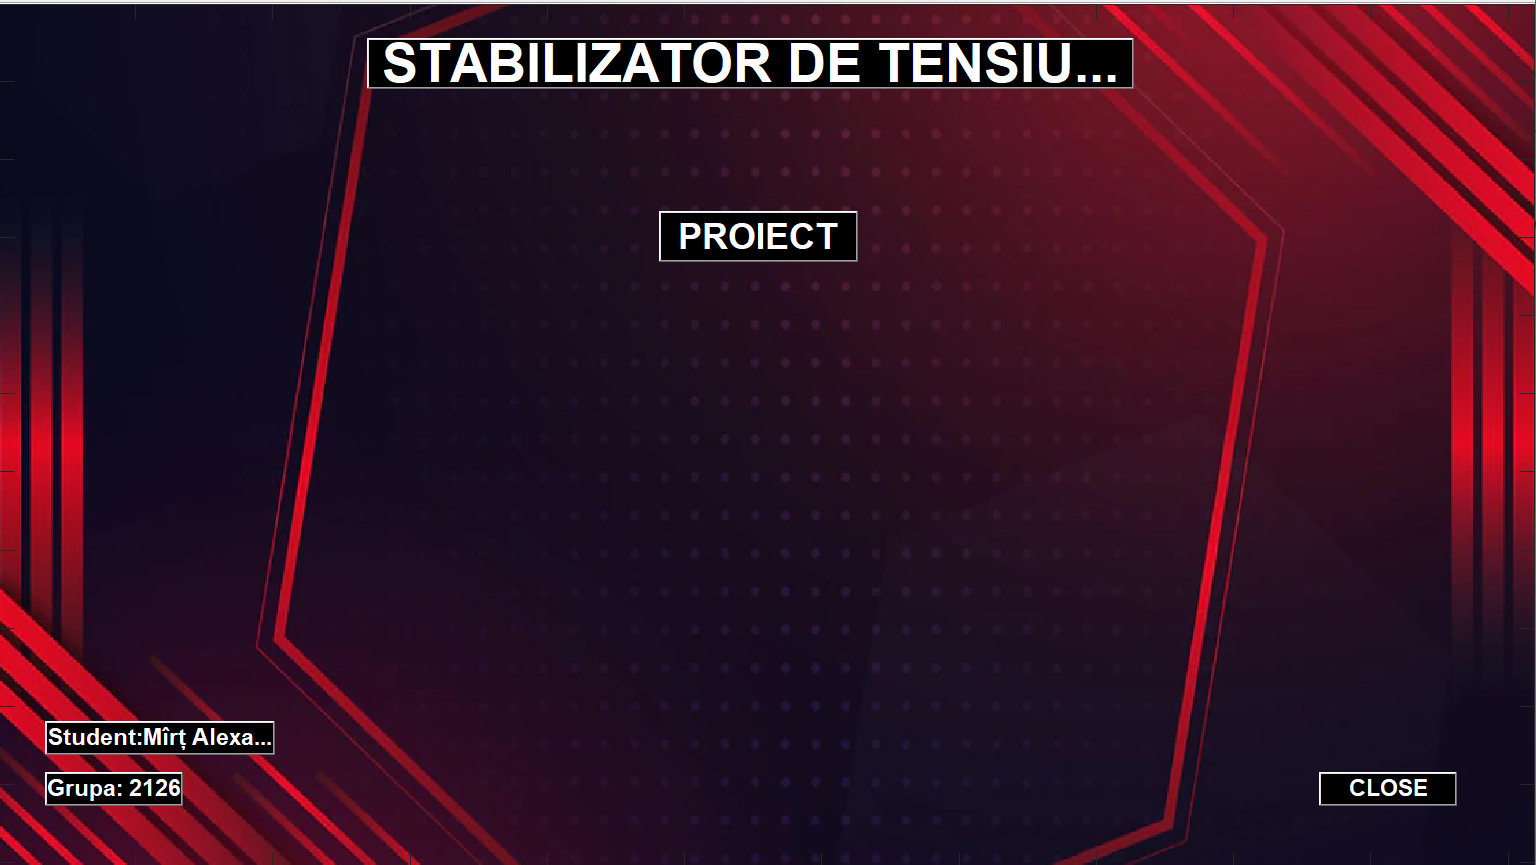 STABILIZATOR DE TENSIU...
PROIECT
Student:Mîrț Alexa...
Grupa: 2126
CLOSE